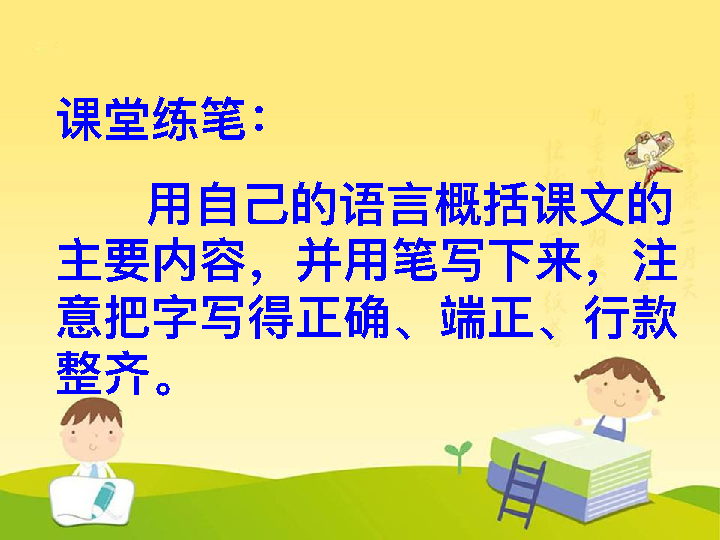 课堂练笔：
用自己的语言概括课文的
主要内容，并用笔写下来，注
意把字写得正确、端正、行款
整齐。